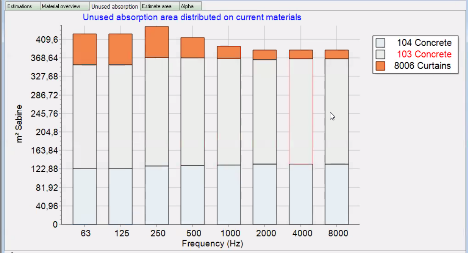 Estimations Material overview Unused absorption Estimate area Alpha
Unused absorption area distributed on current materials
m² Sabine
409,6
368,64
327,68
286,72
245,76
204,8
163,84
122,88
81,92
40,96
0
63 125 250 500 1000 2000 4000 8000
Frequency (Hz)
104 Concrete
103 Concrete
8006 Curtains